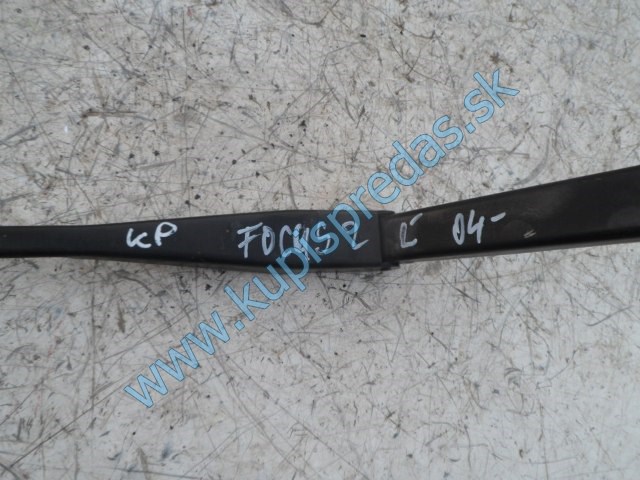 KP FOCUS 2 Ľ 04-
www.kupispredas.sk